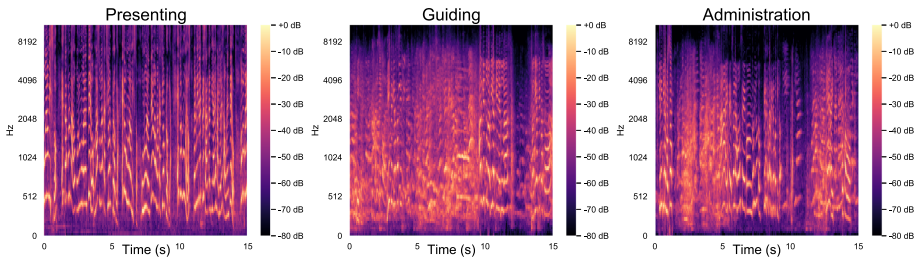 Presenting
8192
4096
2048
1024
512
0
Hz
0
5
10
15
Time (s)
+0 dB
-10 dB
-20 dB
-30 dB
-40 dB
-50 dB
-60 dB
-70 dB
-80 dB
Guiding
8192
4096
2048
1024
512
0
Hz
0
5
10
15
Time (s)
+0 dB
-10 dB
-20 dB
-30 dB
-40 dB
-50 dB
-60 dB
-70 dB
-80 dB
Administration
8192
4096
2048
1024
512
0
Hz
0
5
10
15
Time (s)
+0 dB
-10 dB
-20 dB
-30 dB
-40 dB
-50 dB
-60 dB
-70 dB
-80 dB